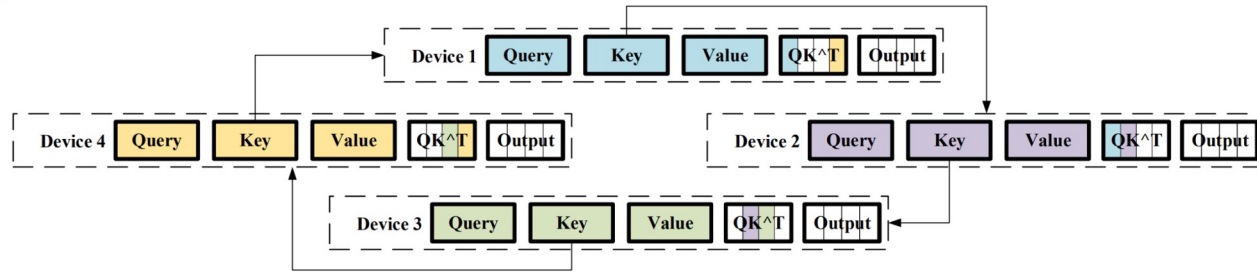 Device 1 Query Key Value QK^T Output
Device 4 Query Key Value QK^T Output
Device 2 Query Key Value QK^T Output
Device 3 Query Key Value QK^T Output